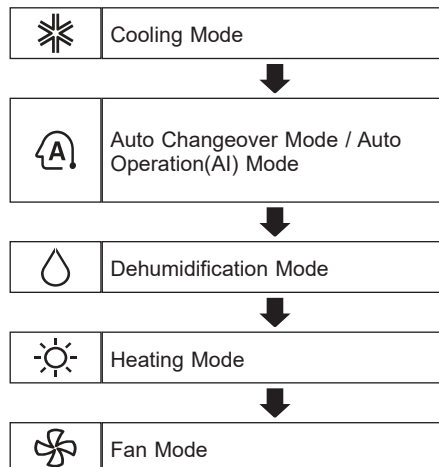 Cooling Mode
A
Auto Changeover Mode / Auto
Operation(AI) Mode
Dehumidification Mode
Heating Mode
Fan Mode